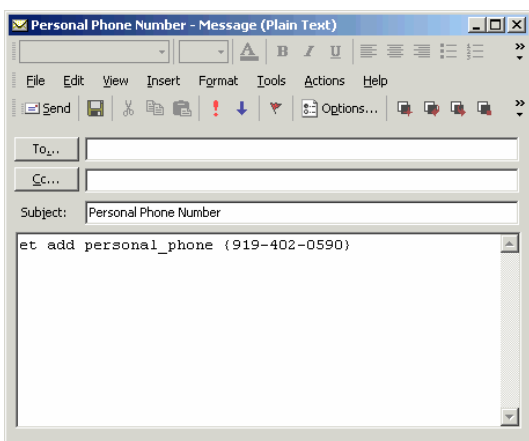 Personal Phone Number - Message (Plain Text)
A B I U
File Edit View Insert Format Tools Actions Help
Send Options...
To...
Cc...
Subject: Personal Phone Number
et add personal_phone {919-402-0590}